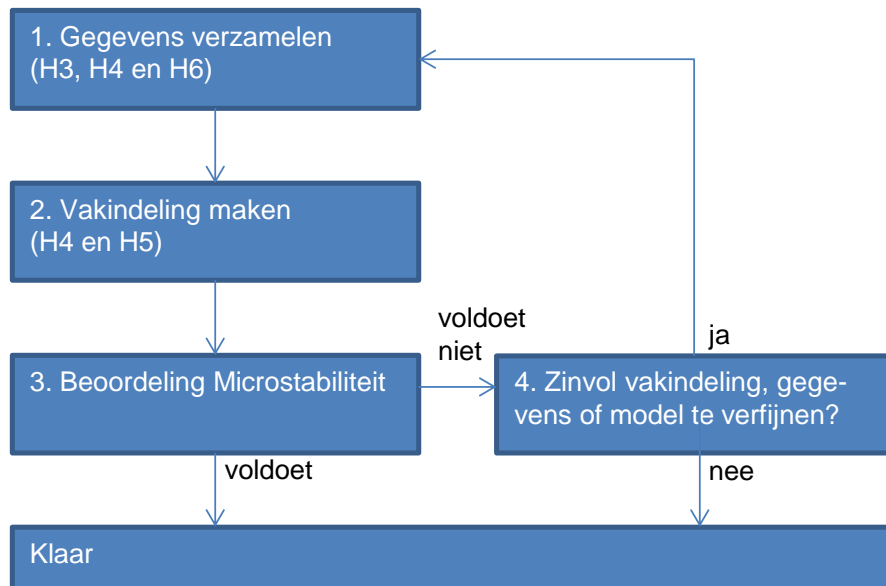 1. Gegevens verzamelen
(H3, H4 en H6)
2. Vakindeling maken
(H4 en H5)
voldoet
niet
ja
3. Beoordeling Microstabiliteit
4. Zinvol vakindeling, gege-
vens of model te verfijnen?
voldoet
nee
Klaar